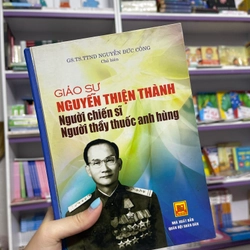 GS.TS.TTND NGUYỄN ĐỨC CÔNG
Chủ biên
GIÁO SƯ
NGUYỄN THIỆN THÀNH
Người chiến sĩ
Người thầy thuốc anh hùng
NHÀ XUẤT BẢN
QUÂN ĐỘI NHÂN DÂN